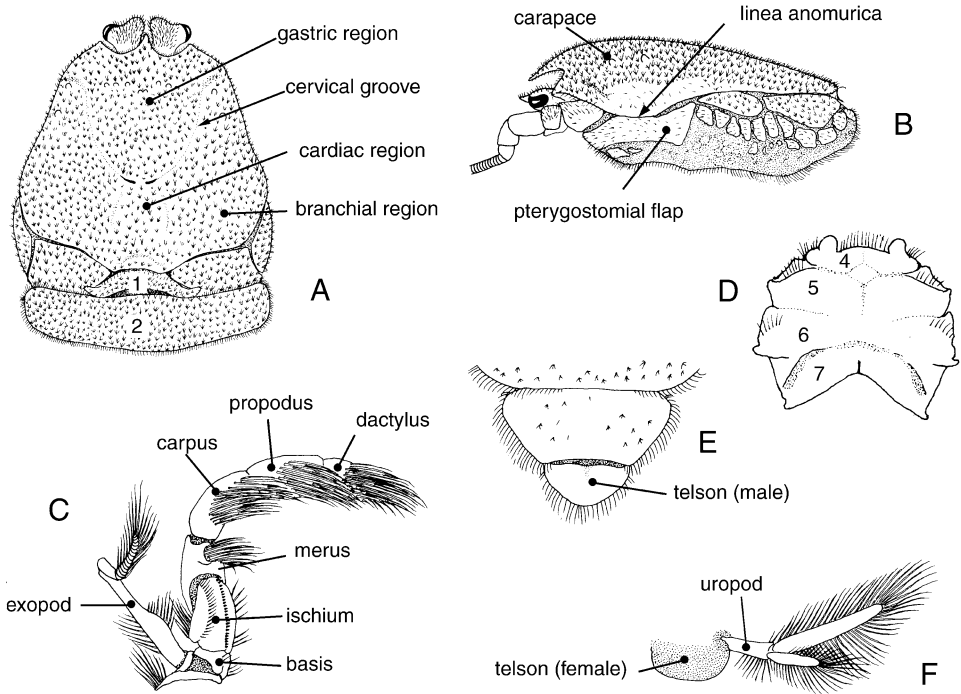 gastric region
cervical groove
cardiac region
branchial region
1
2
A
carapace
linea anomurica
B
pterygostomial flap
D
4
5
6
7
E
telson (male)
propodus
dactylus
carpus
C
merus
exopod
ischium
basis
uropod
telson (female)
F